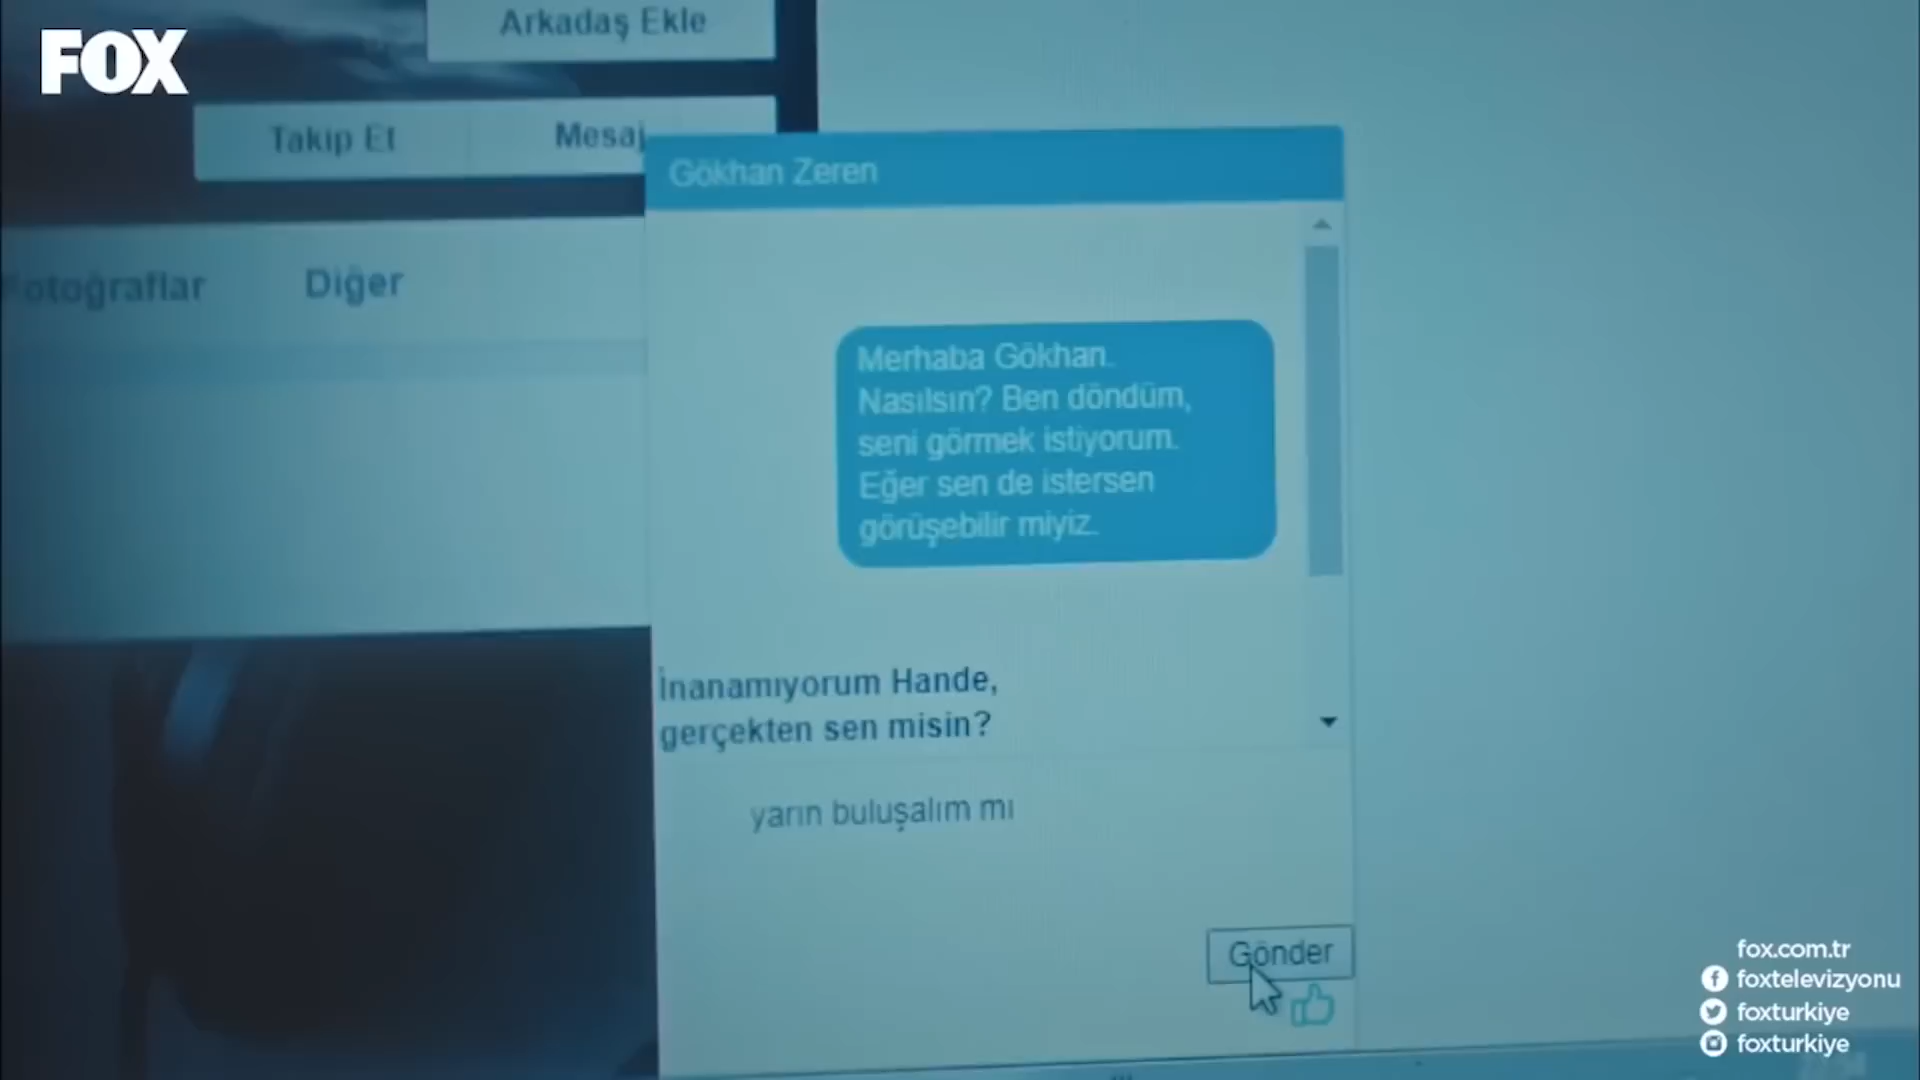 FOX
Arkadaş Ekle
Takip Et
Mesaj
Gökhan Zeren
Fotoğraflar
Diğer
Merhaba Gökhan.
Nasılsın? Ben döndüm,
seni görmek istiyorum.
Eğer sen de istersen
görüşebilir miyiz.
İnanamıyorum Hande,
gerçekten sen misin?
yarın buluşalım mı
Gönder
fox.com.tr
foxtelevizyonu
foxturkiye
foxturkiye